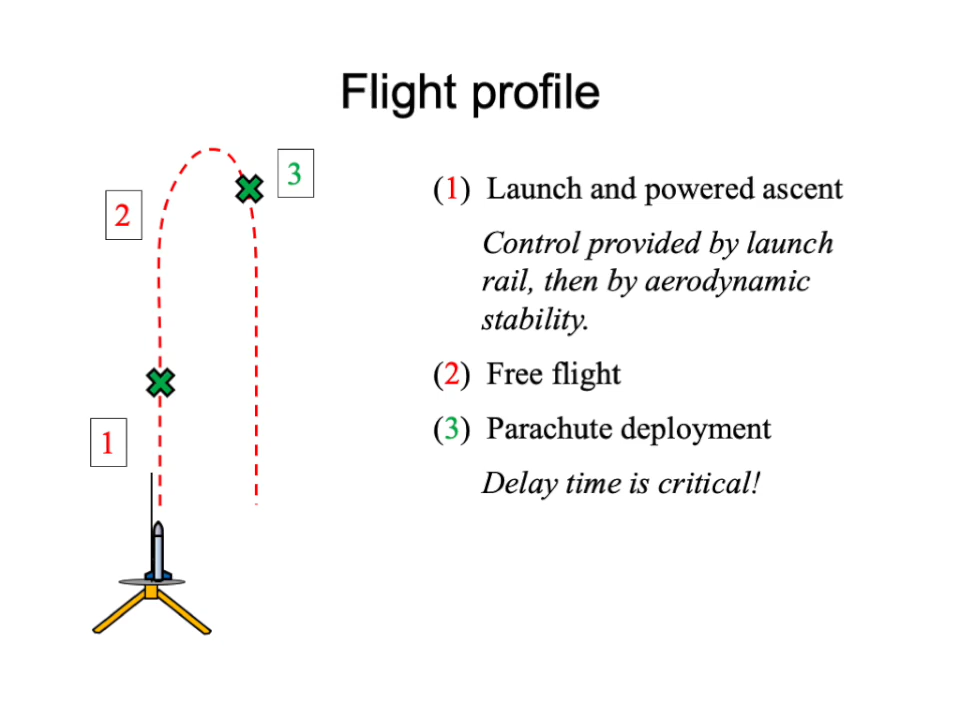 Flight profile
3
2
1
(1) Launch and powered ascent
Control provided by launch
rail, then by aerodynamic
stability.
(2) Free flight
(3) Parachute deployment
Delay time is critical!